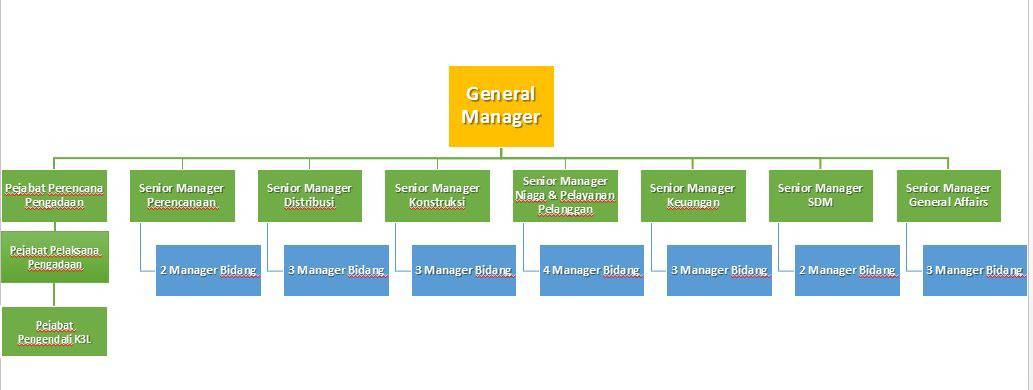 General
Manager
Pejabat Perencana
Pengadaan
Senior Manager
Perencanaan
Senior Manager
Distribusi
Senior Manager
Konstruksi
Senior Manager
Niaga & Pelayanan
Pelanggan
Senior Manager
Keuangan
Senior Manager
SDM
Senior Manager
General Affairs
Pejabat Pelaksana
Pengadaan
2 Manager Bidang
3 Manager Bidang
3 Manager Bidang
4 Manager Bidang
3 Manager Bidang
2 Manager Bidang
3 Manager Bidang
Pejabat
Pengendali K3L